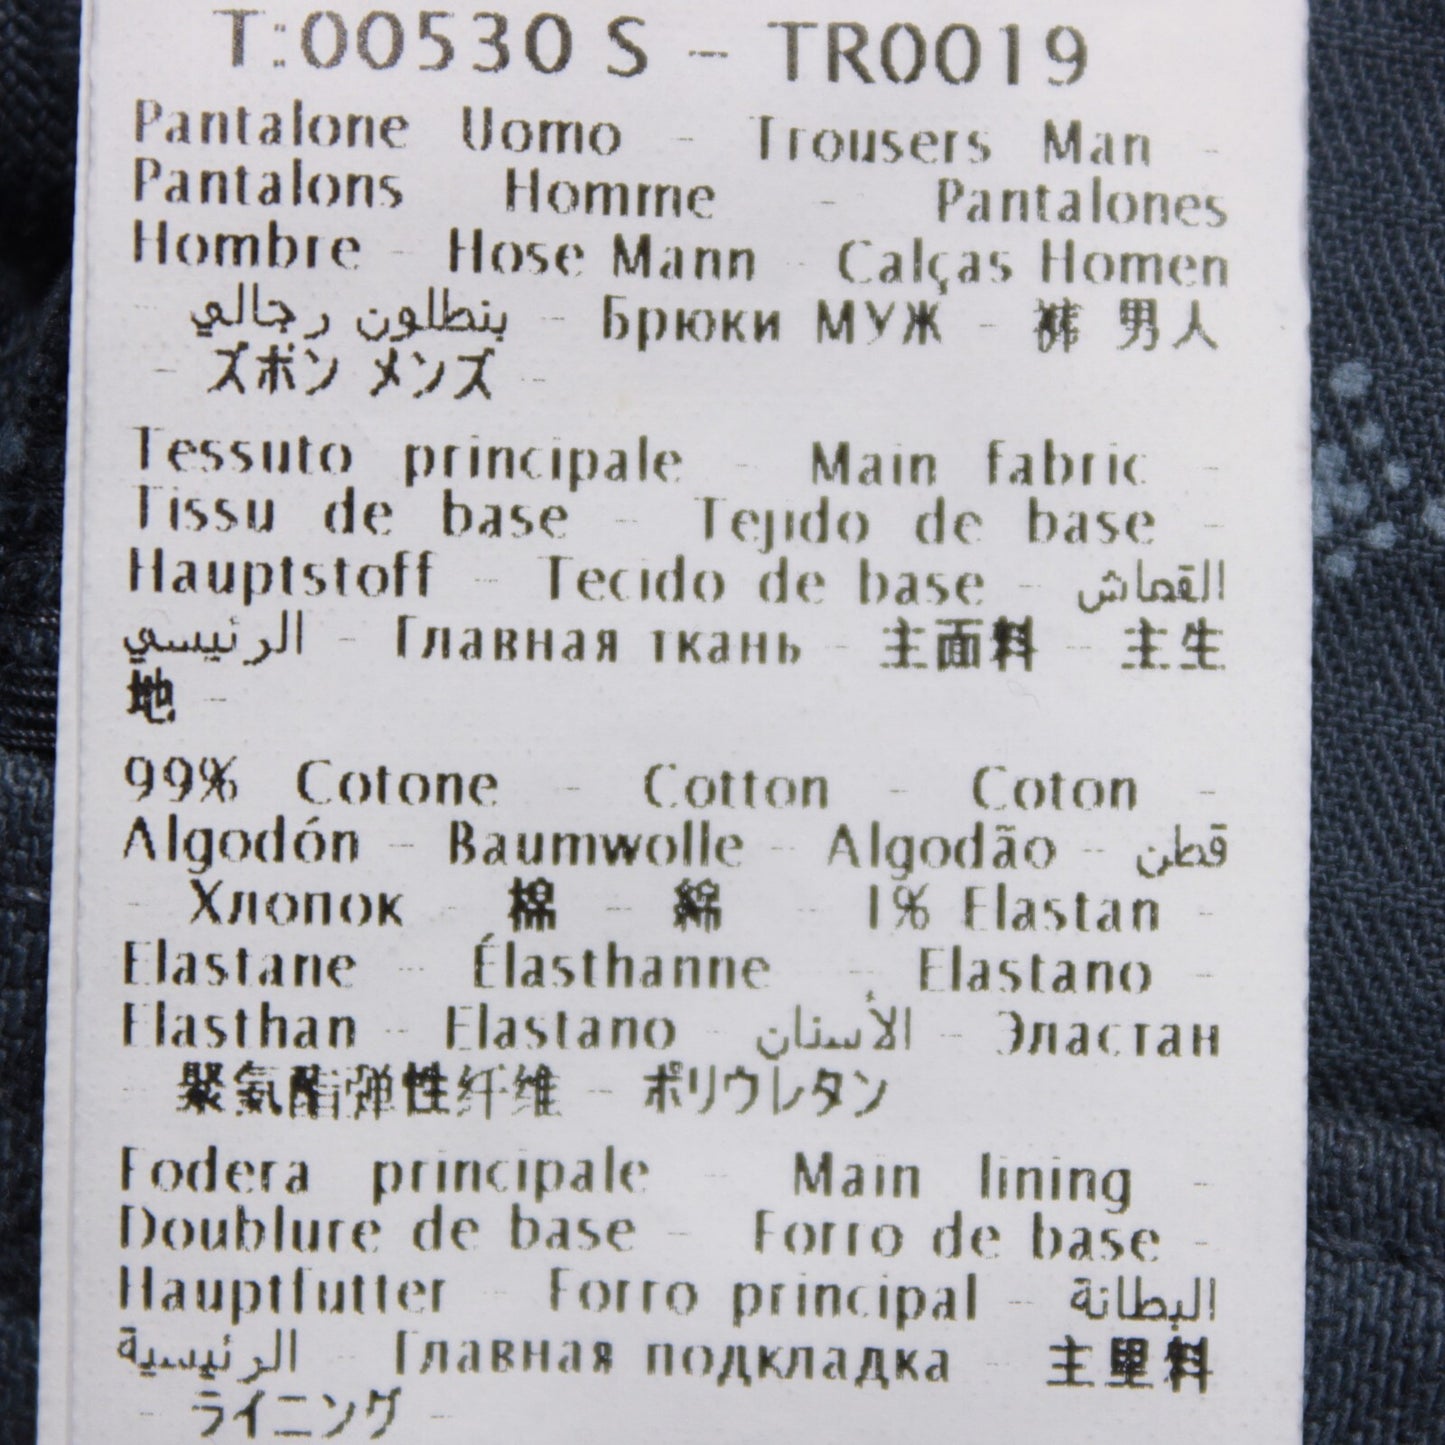 T:00530 S - TR0019
Pantalone Uomo - Trousers Man -
Pantalons Homme - Pantalones
Hombre - Hose Mann - Calças Homen
- بنطلون رجالي - Брюки МУЖ - 裤 男人
- ズボン メンズ -
Tessuto principale - Main fabric -
Tissu de base - Tejido de base -
Hauptstoff - Tecido de base - القماش
الرئيسي - Главная ткань - 主面料 - 主生
地 -
99% Cotone - Cotton - Coton -
Algodón - Baumwolle - Algodão - قطن
- Хлопок - 棉 - 綿 - 1% Elastan -
Elastane - Élasthanne - Elastano -
Elasthan - Elastano - الأسنان - Эластан
- 聚氨酯弹性纤维 - ポリウレタン
Fodera principale - Main lining -
Doublure de base - Forro de base -
Hauptfutter - Forro principal - البطانة
الرئيسية - Главная подкладка - 主里料
- ライニング -